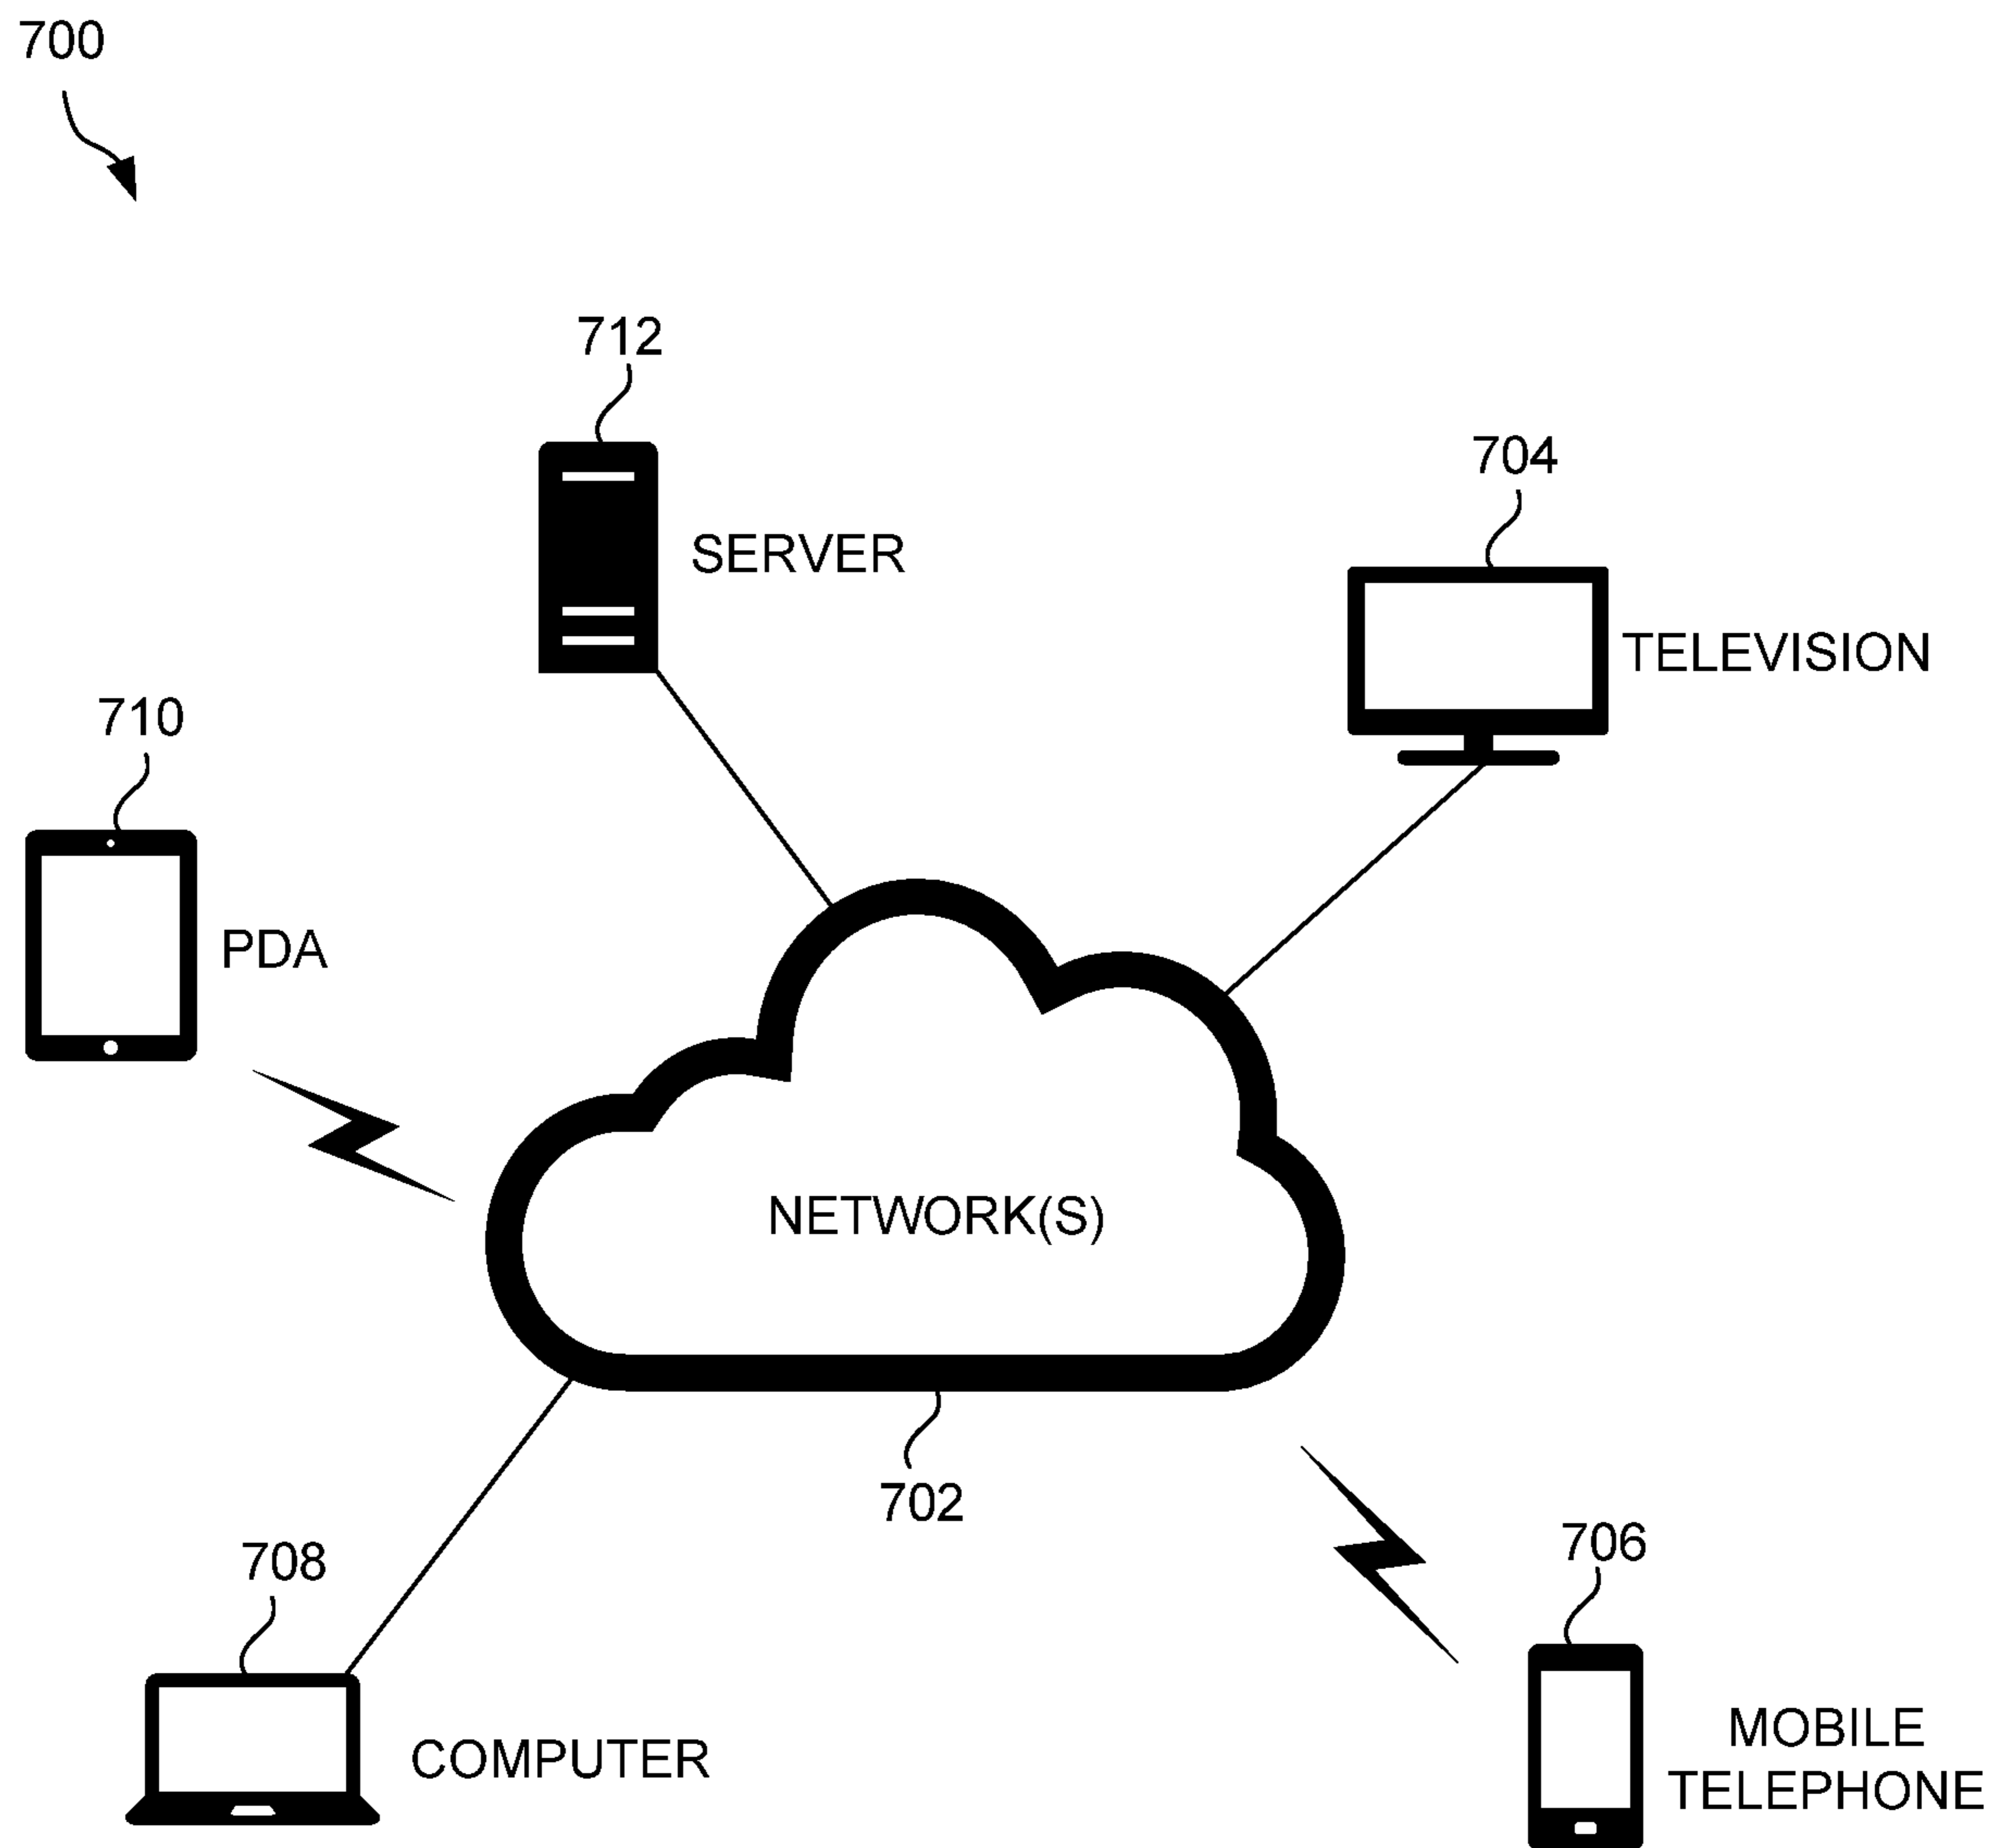 700
712
SERVER
704
TELEVISION
710
PDA
NETWORK(S)
702
708
COMPUTER
706
MOBILE
TELEPHONE